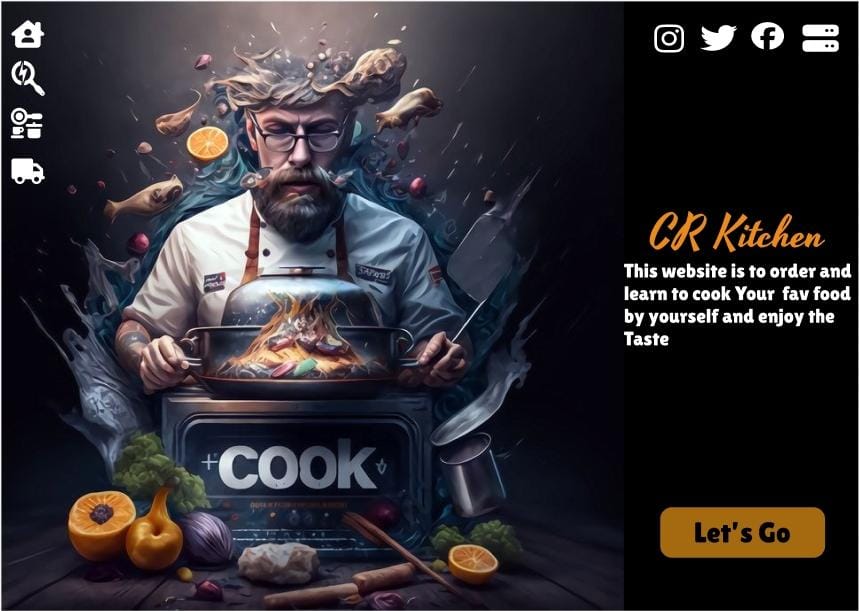 CR Kitchen
This website is to order and
learn to cook Your fav food
by yourself and enjoy the
Taste
COOK
Let's Go